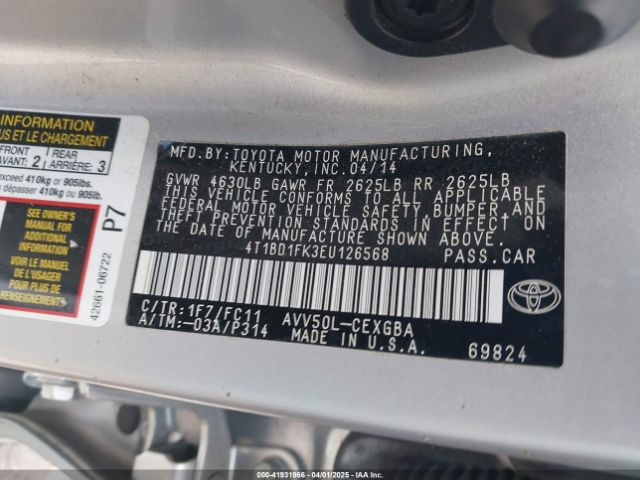 INFORMATION
US ET LE CHARGEMENT
FRONT
AVANT: 2
REAR
ARRIÈRE: 3
exceed 410kg or 905lbs.
s dépasser 410kg ou 905lbs.
SEE OWNER'S
MANUAL FOR
ADDITIONAL
INFORMATION
VOIR LE MANUEL
DE L'USAGER
POUR PLUS DE
RENSEIGNEMENTS
P7
42661-06722
MFD. BY: TOYOTA MOTOR MANUFACTURING,
KENTUCKY, INC. 04/14
GVWR 4630LB GAWR FR 2625LB RR 2625LB
THIS VEHICLE CONFORMS TO ALL APPLICABLE
FEDERAL MOTOR VEHICLE SAFETY, BUMPER, AND
THEFT PREVENTION STANDARDS IN EFFECT ON
THE DATE OF MANUFACTURE SHOWN ABOVE.
4T1BD1FK3EU126568 PASS. CAR
C/TR: 1F7/FC11 AVV50L-CEXGBA
A/TM: -03A/P314 MADE IN U.S.A.
TOYOTA
69824
000-41931966 - 04/01/2025 - IAAI.COM